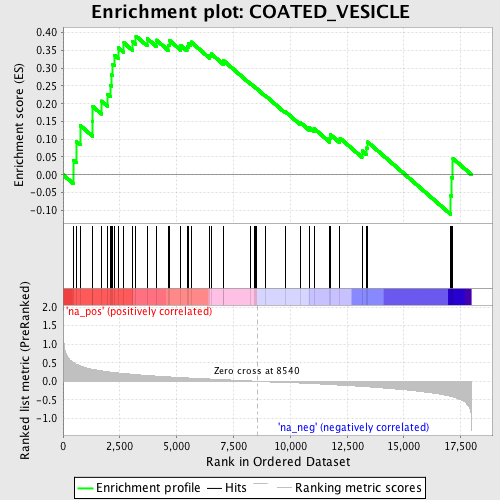 Enrichment plot: COATED_VESICLE
Enrichment score (ES)
0.40
0.35
0.30
0.25
0.20
0.15
0.10
0.05
0.00
-0.05
-0.10
'na_pos' (positively correlated)
Ranked list metric (PreRanked)
2.0
1.5
1.0
0.5
0.0
-0.5
-1.0
Zero cross at 8540
'na_neg' (negatively correlated)
0
2,500
5,000
7,500
10,000
12,500
15,000
17,500
Rank in Ordered Dataset
Enrichment profile
Hits
Ranking metric scores